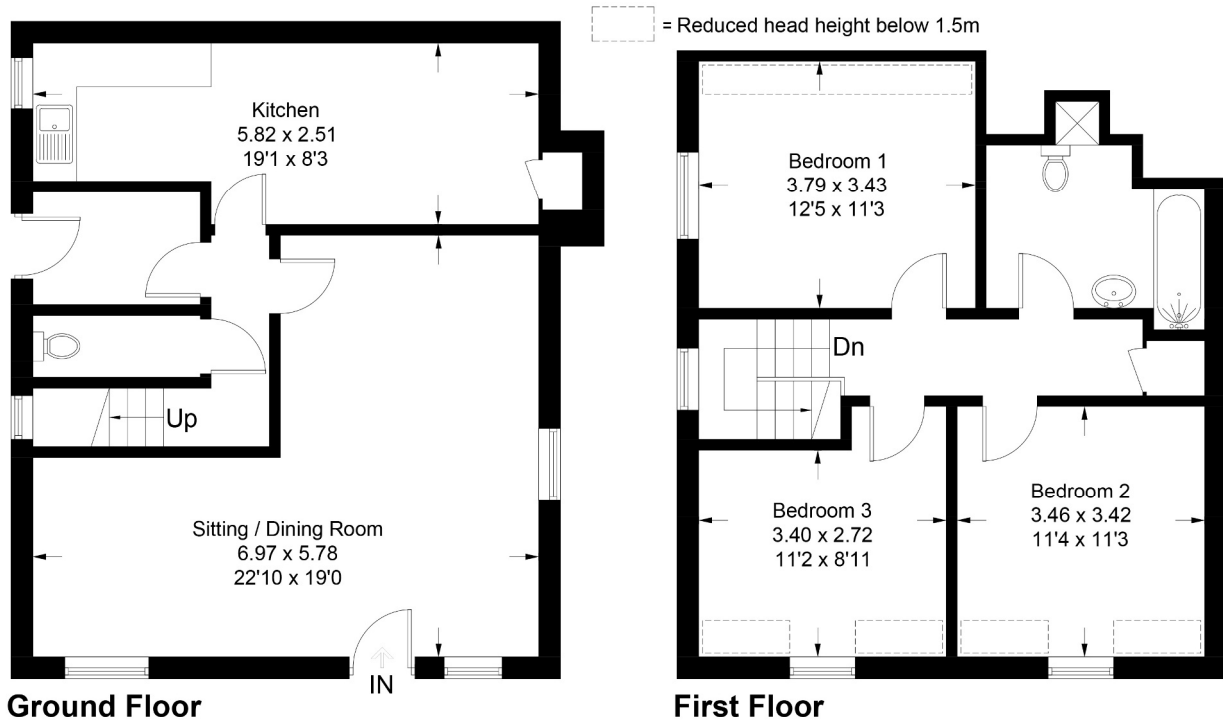 = Reduced head height below 1.5m
Kitchen
5.82 x 2.51
19'1 x 8'3
Up
Sitting / Dining Room
6.97 x 5.78
22'10 x 19'0
IN
Ground Floor
Bedroom 1
3.79 x 3.43
12'5 x 11'3
Dn
Bedroom 3
3.40 x 2.72
11'2 x 8'11
Bedroom 2
3.46 x 3.42
11'4 x 11'3
First Floor